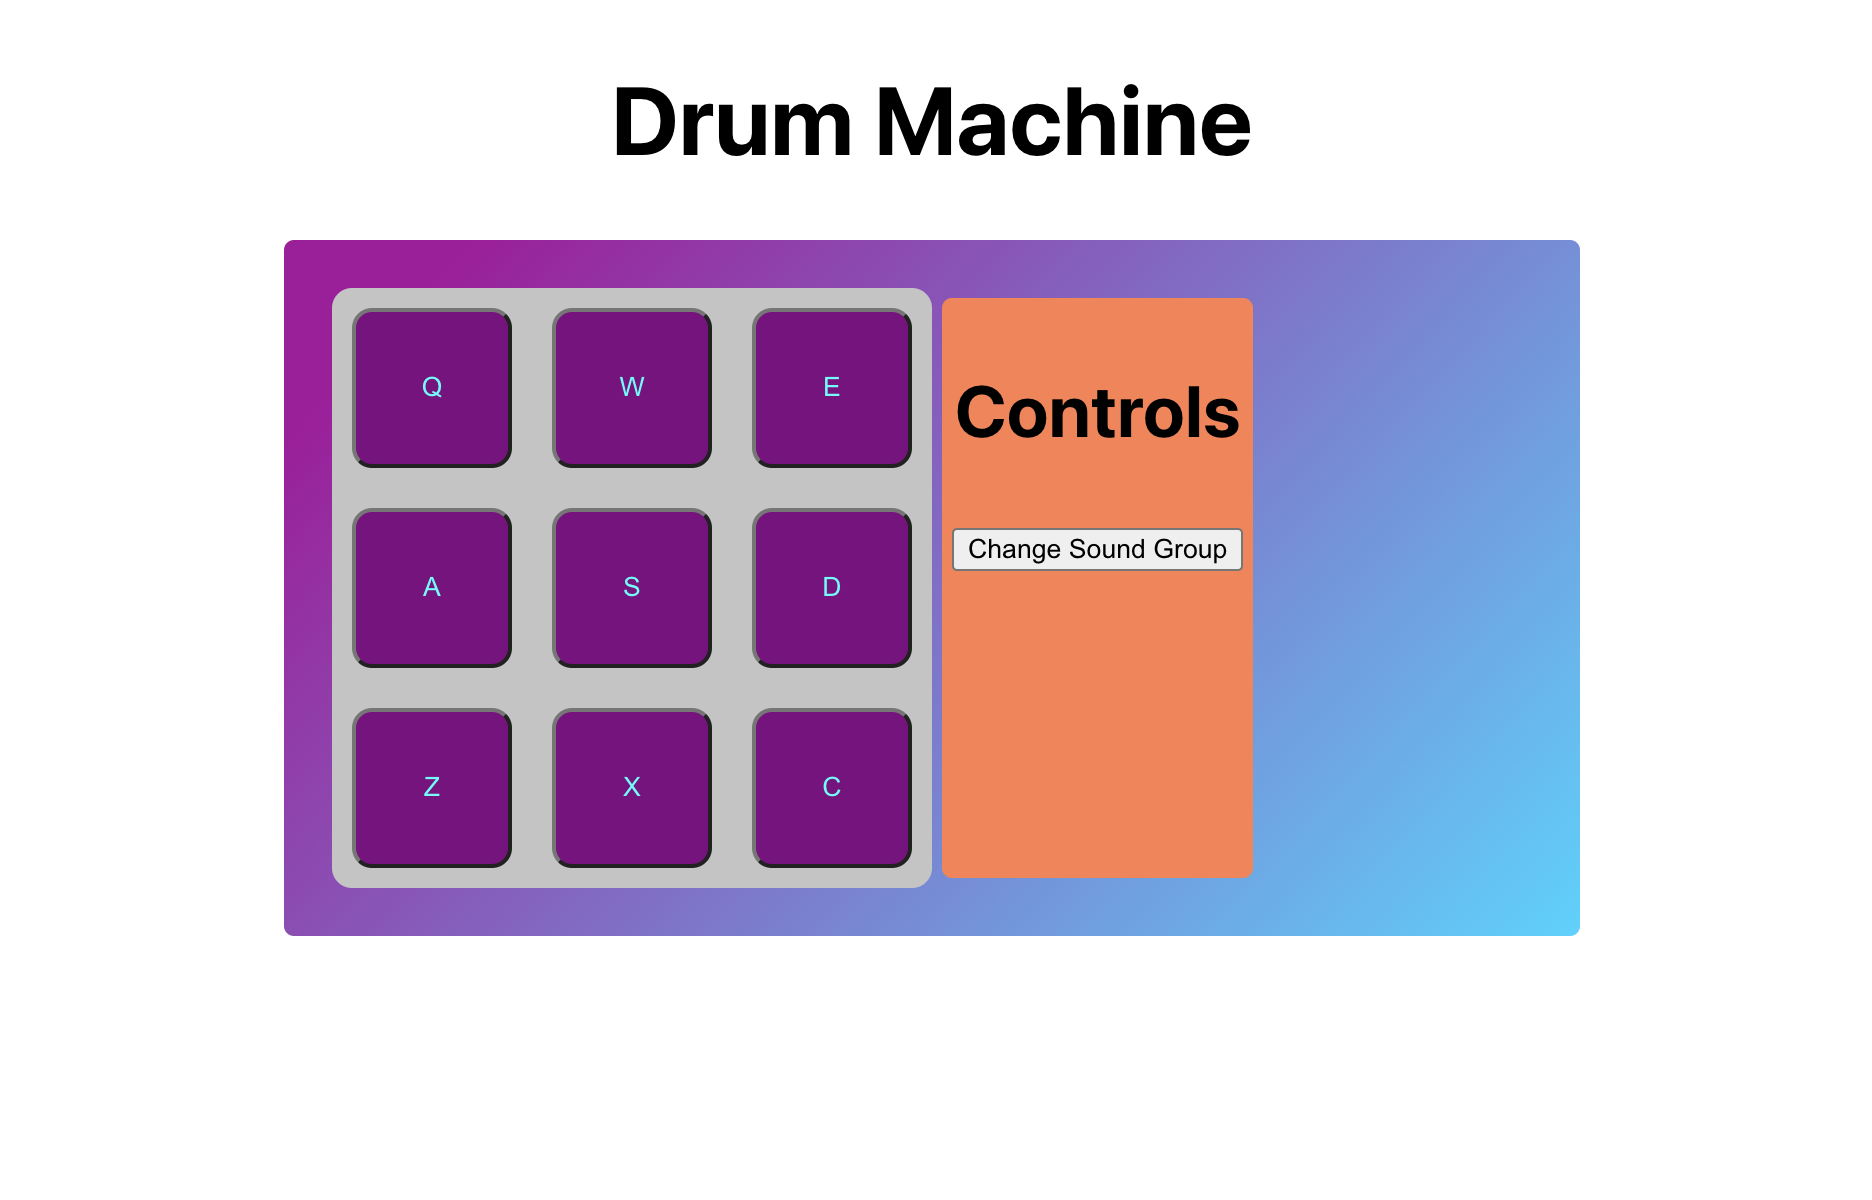 Drum Machine
Q W E
Controls
Change Sound Group
A S D
Z X C